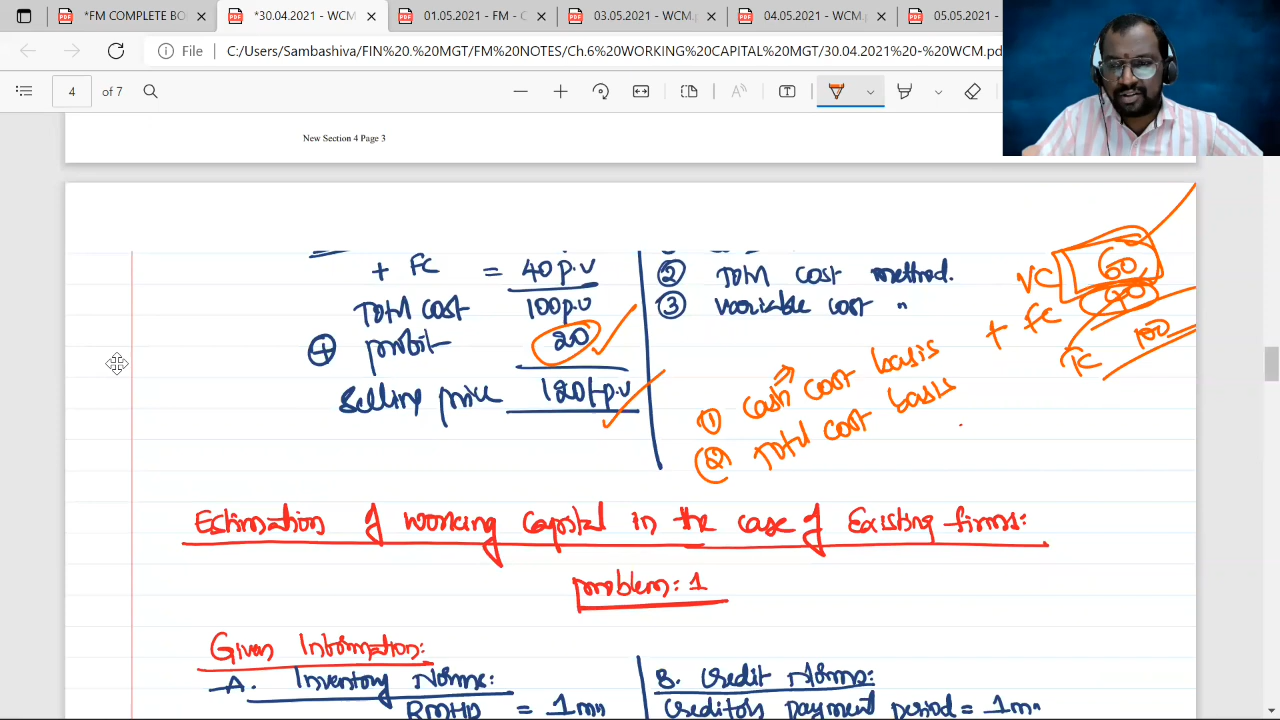 *FM COMPLETE BO
*30.04.2021 - WCM
01.05.2021 - FM - C
03.05.2021 - WCM.p
04.05.2021 - WCM.
05.05.2021 -
File
C:/Users/Sambashiva/FIN%20.%20MGT/FM%20NOTES/Ch.6%20WORKING%20CAPITAL%20MGT/30.04.2021%20-%20WCM.pd
4 of 7
New Section 4 Page 3
+ FC = 40 p.u
Total cost 100 p.u
+ profit 20
Selling price 120/- p.u
② Total cost method.
③ variable cost "
VC 60
+ FC 40
TC 100
① cash cost basis
② Total cost basis
Estimation of working capital in the case of Existing firms:
problem: 1
Given Information:
A. Inventory Norms:
RMHP = 1mn
B. Credit Norms:
Creditors payment period = 1mn